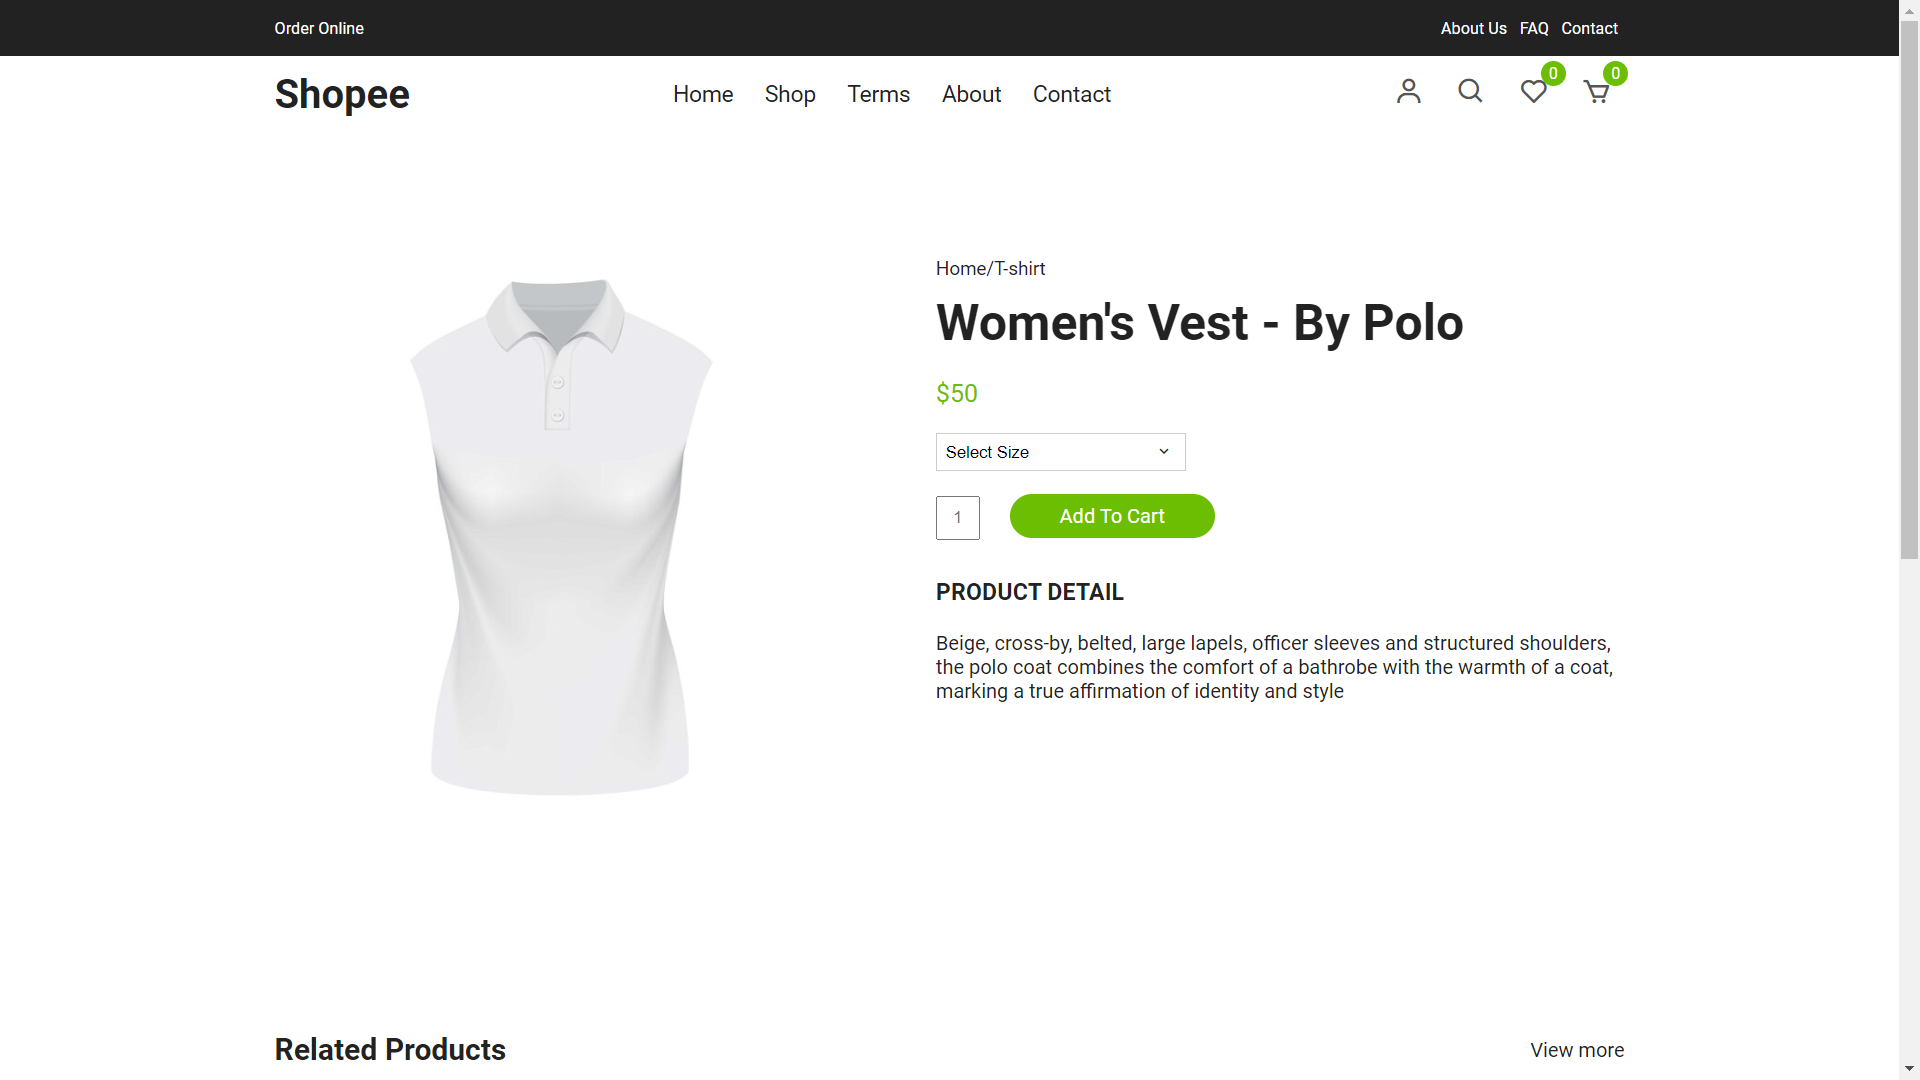 Order Online
About Us FAQ Contact
Shopee
Home Shop Terms About Contact
0
0
Home/T-shirt
Women's Vest - By Polo
$50
Select Size
1
Add To Cart
PRODUCT DETAIL
Beige, cross-by, belted, large lapels, officer sleeves and structured shoulders,
the polo coat combines the comfort of a bathrobe with the warmth of a coat,
marking a true affirmation of identity and style
Related Products
View more